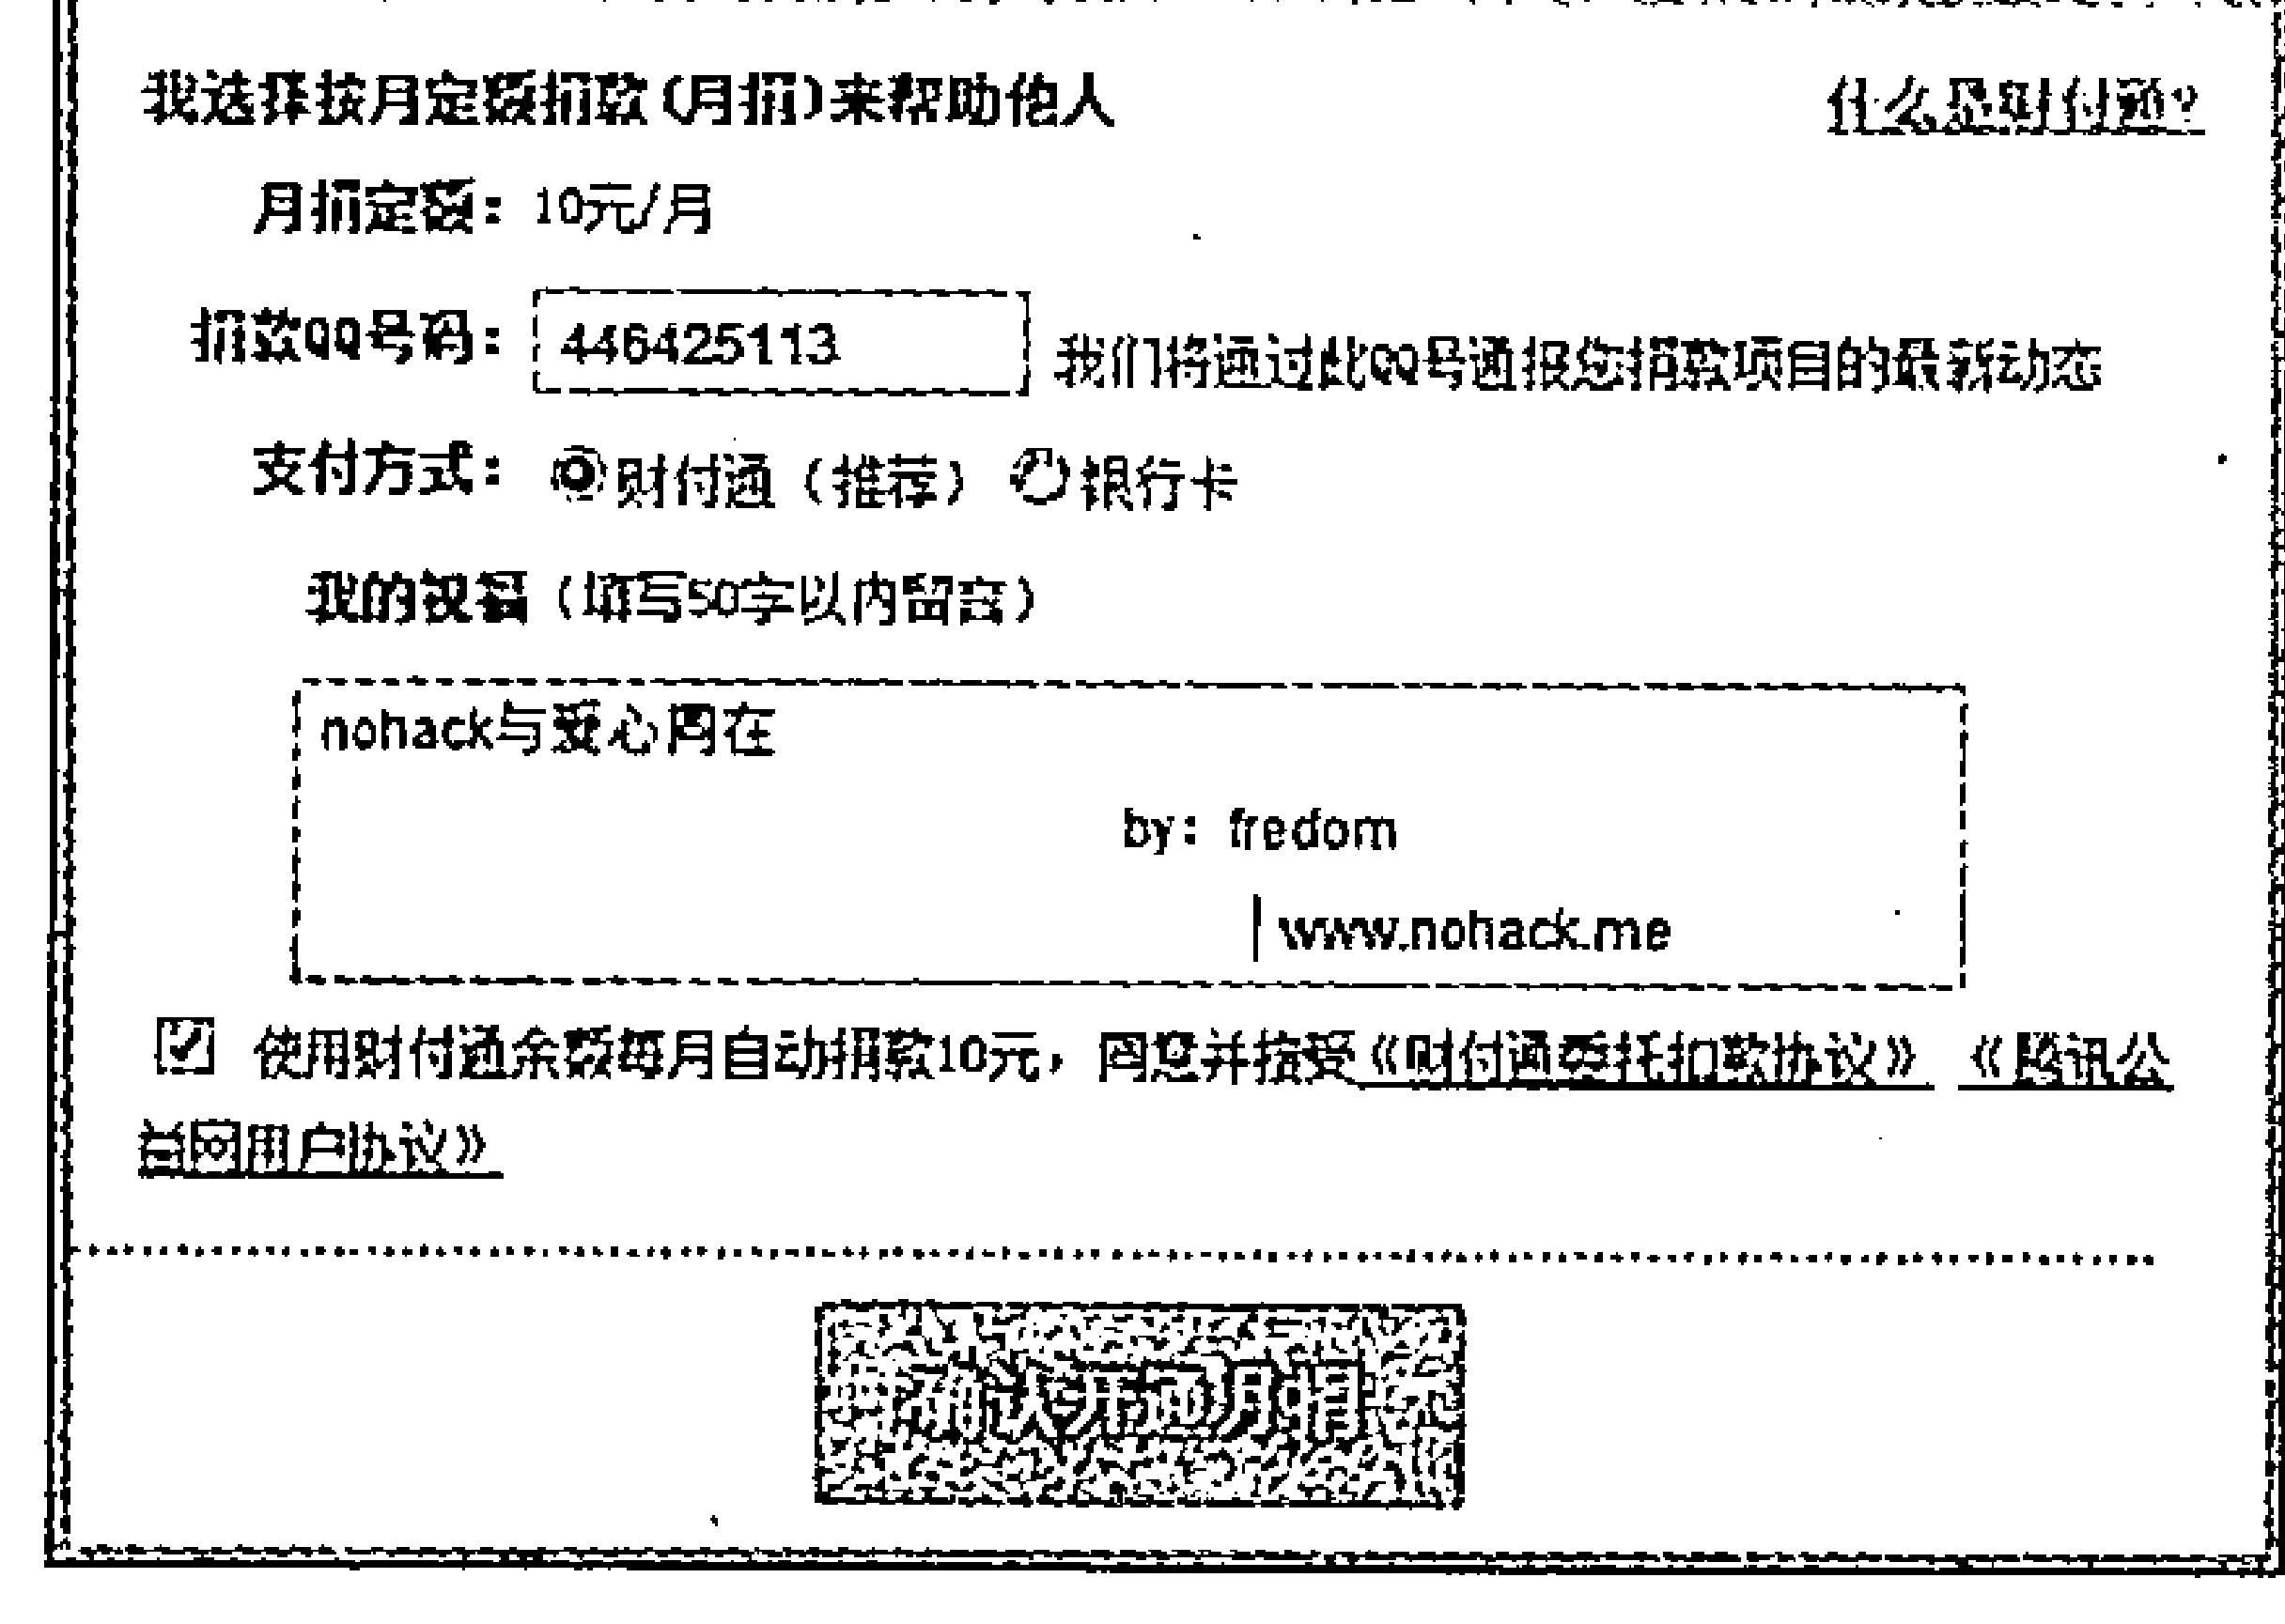 我选择按月定额捐款(月捐)来帮助他人
什么是财付通?
月捐定额：10元/月
捐款QQ号码：446425113 我们将通过此QQ号通报您捐款项目的最新动态
支付方式：财付通（推荐） 银行卡
我的祝福（填写50字以内留言）
nohack与爱心同在
by：fredom
www.nohack.me
使用财付通余额每月自动捐款10元，同意并接受《财付通委托扣款协议》《腾讯公
益网用户协议》
确认开通月捐